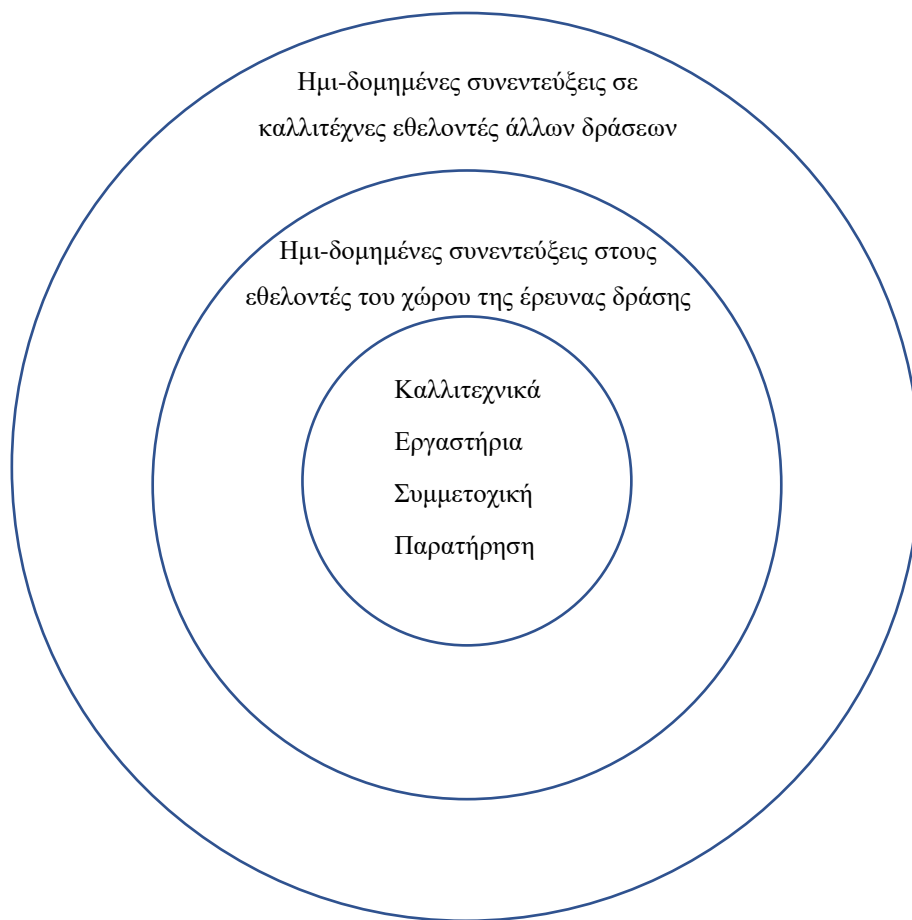 Ημι-δομημένες συνεντεύξεις σε
καλλιτέχνες εθελοντές άλλων δράσεων
Ημι-δομημένες συνεντεύξεις στους
εθελοντές του χώρου της έρευνας δράσης
Καλλιτεχνικά
Εργαστήρια
Συμμετοχική
Παρατήρηση